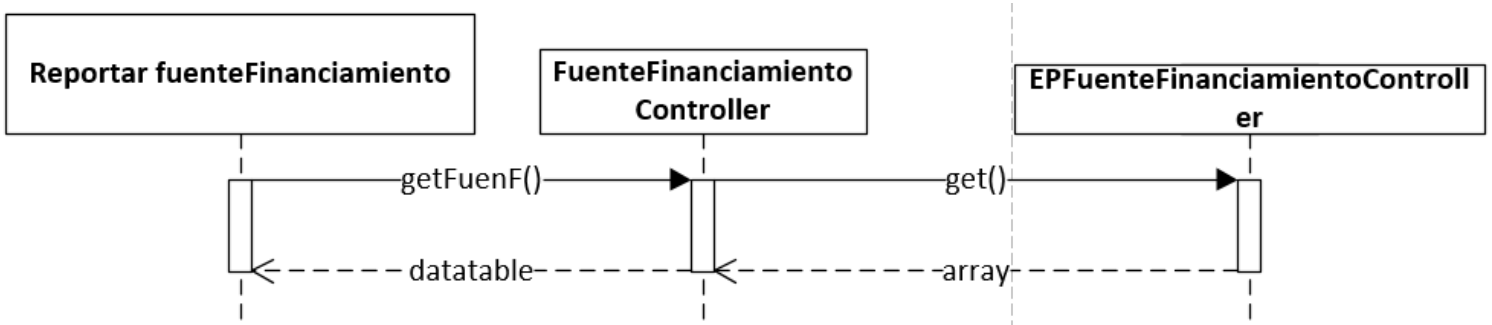 Reportar fuenteFinanciamiento
FuenteFinanciamiento
Controller
EPFuenteFinanciamientoControll
er
getFuenF()
get()
datatable
array